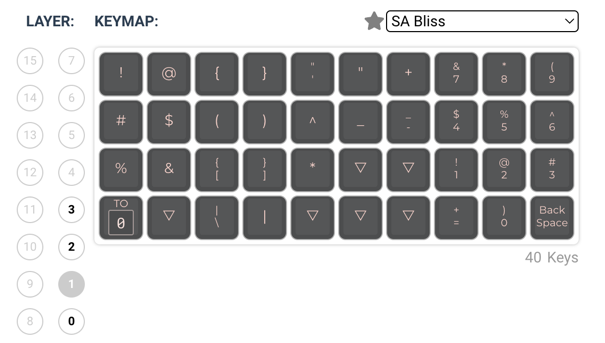 LAYER: KEYMAP: SA Bliss
15 7
14 6
13 5
12 4
11 3
10 2
9 1
8 0
! @ { } " ' " + & 7 * 8 ( 9
# $ ( ) ^ _ _ - $ 4 % 5 ^ 6
% & { [ } ] * ▽ ▽ ! 1 @ 2 # 3
TO 0 ▽ | \ | ▽ ▽ ▽ + = ) 0 Back Space
40 Keys